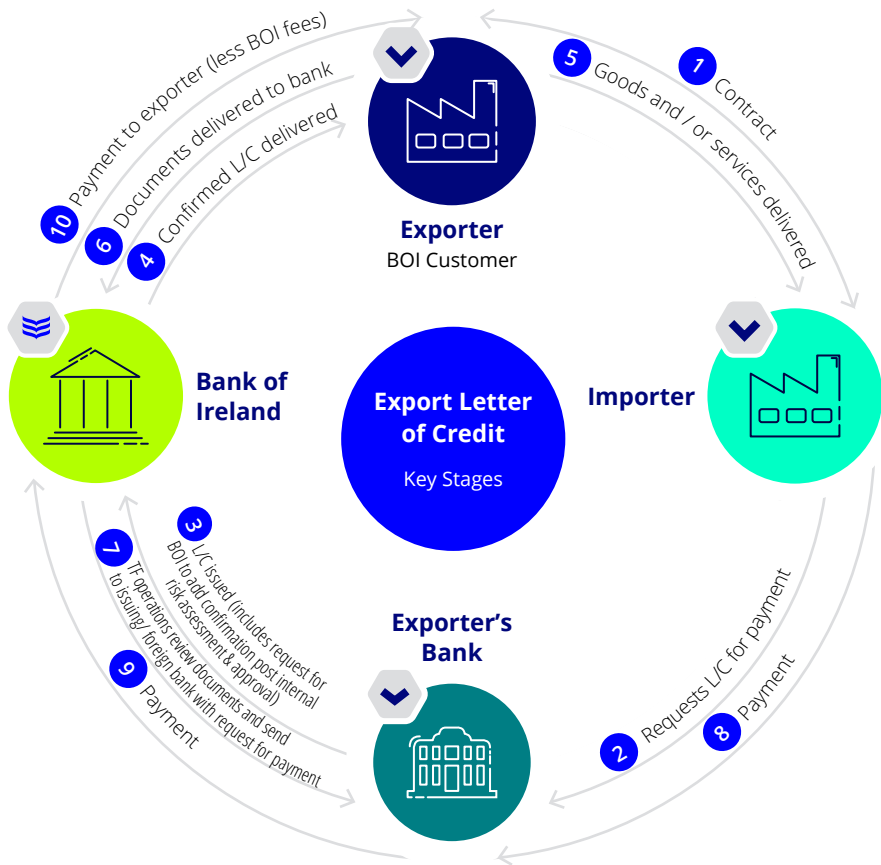 10 Payment to exporter (less BOI fees)
6 Documents delivered to bank
4 Confirmed L/C delivered
1 Contract
5 Goods and / or services delivered
Exporter
BOI Customer
Bank of
Ireland
Export Letter
of Credit
Key Stages
Importer
3 L/C issued (includes request for
BOI to add confirmation post internal
risk assessment & approval)
7 TF operations review documents and send
to issuing/ foreign bank with request for payment
9 Payment
Exporter’s
Bank
2 Requests L/C for payment
8 Payment